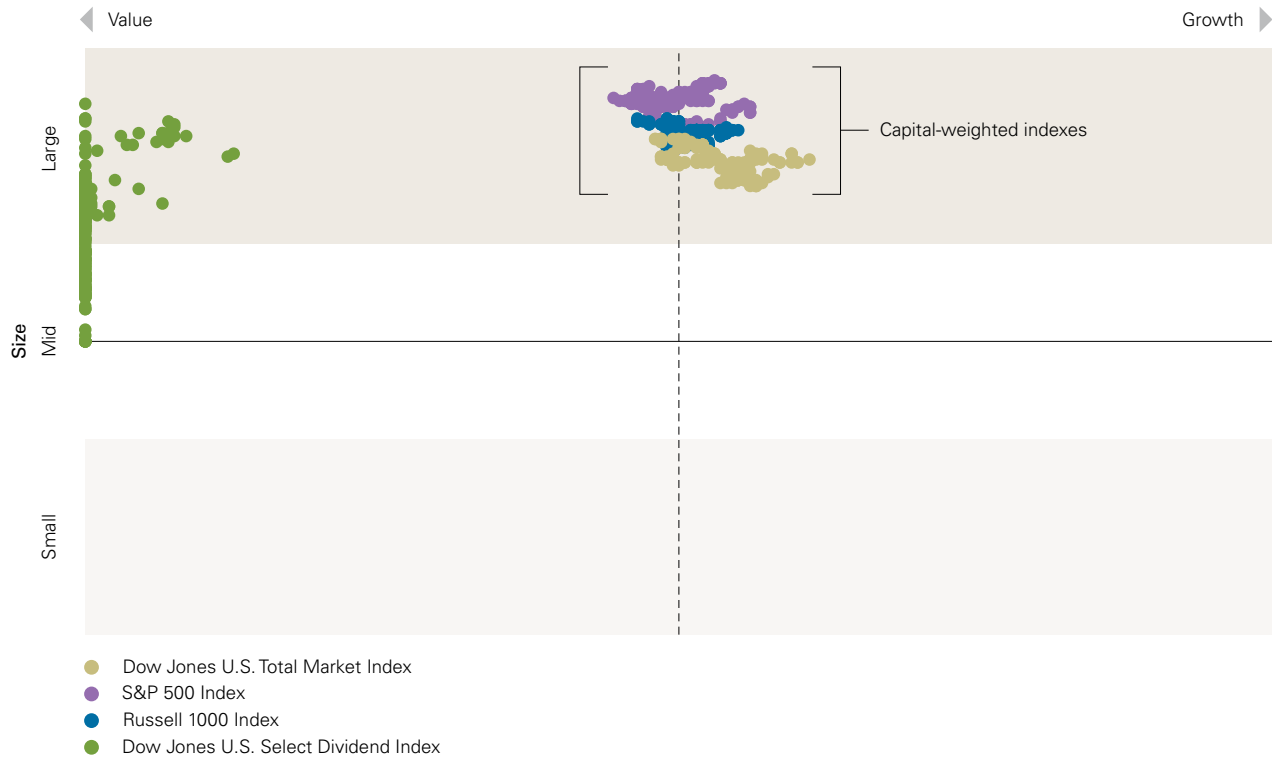 Value
Growth
Large
Capital-weighted indexes
Size
Mid
Small
Dow Jones U.S. Total Market Index
S&P 500 Index
Russell 1000 Index
Dow Jones U.S. Select Dividend Index